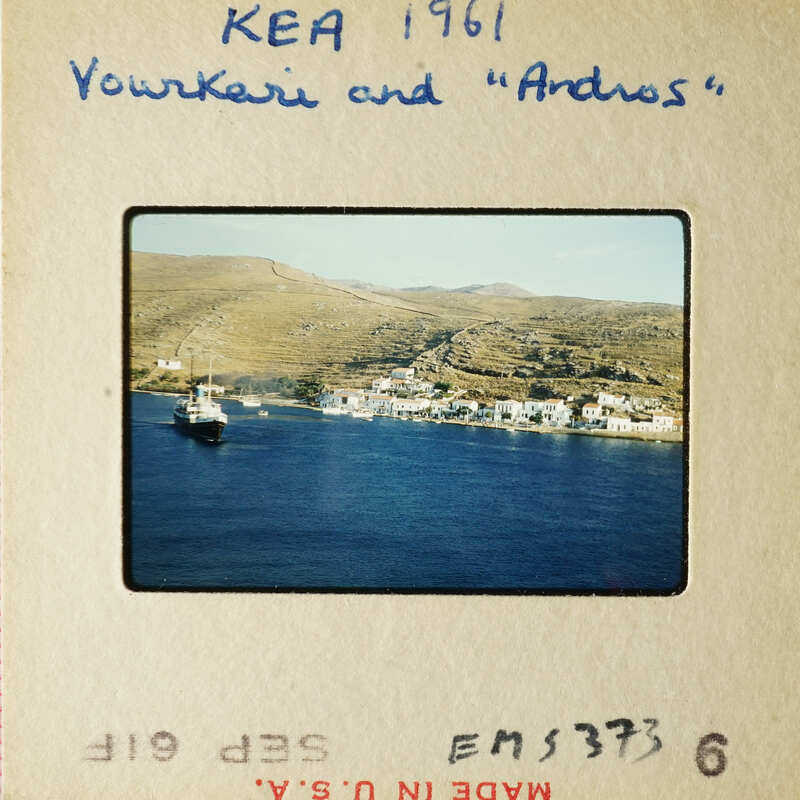 KEA 1961
Vourkari and "Andros"
EMS373
6 SEP 61F
MADE IN U.S.A.